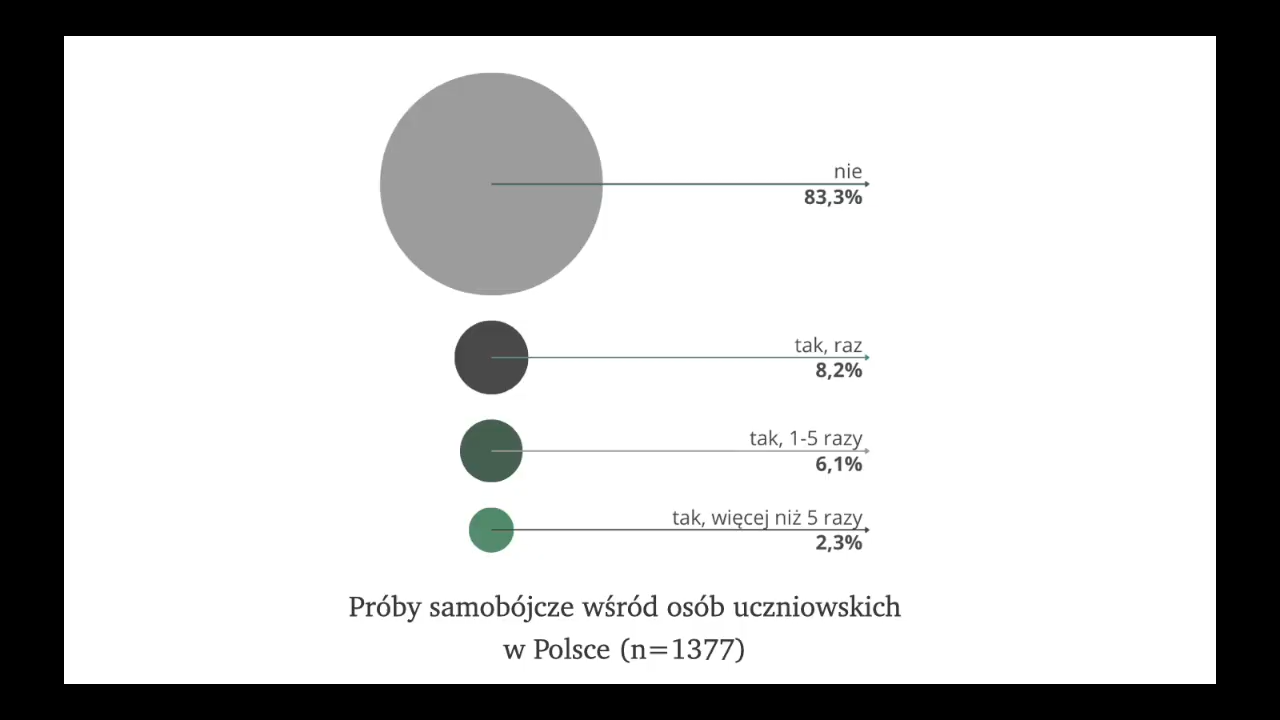 nie
83,3%
tak, raz
8,2%
tak, 1-5 razy
6,1%
tak, więcej niż 5 razy
2,3%
Próby samobójcze wśród osób uczniowskich
w Polsce (n=1377)